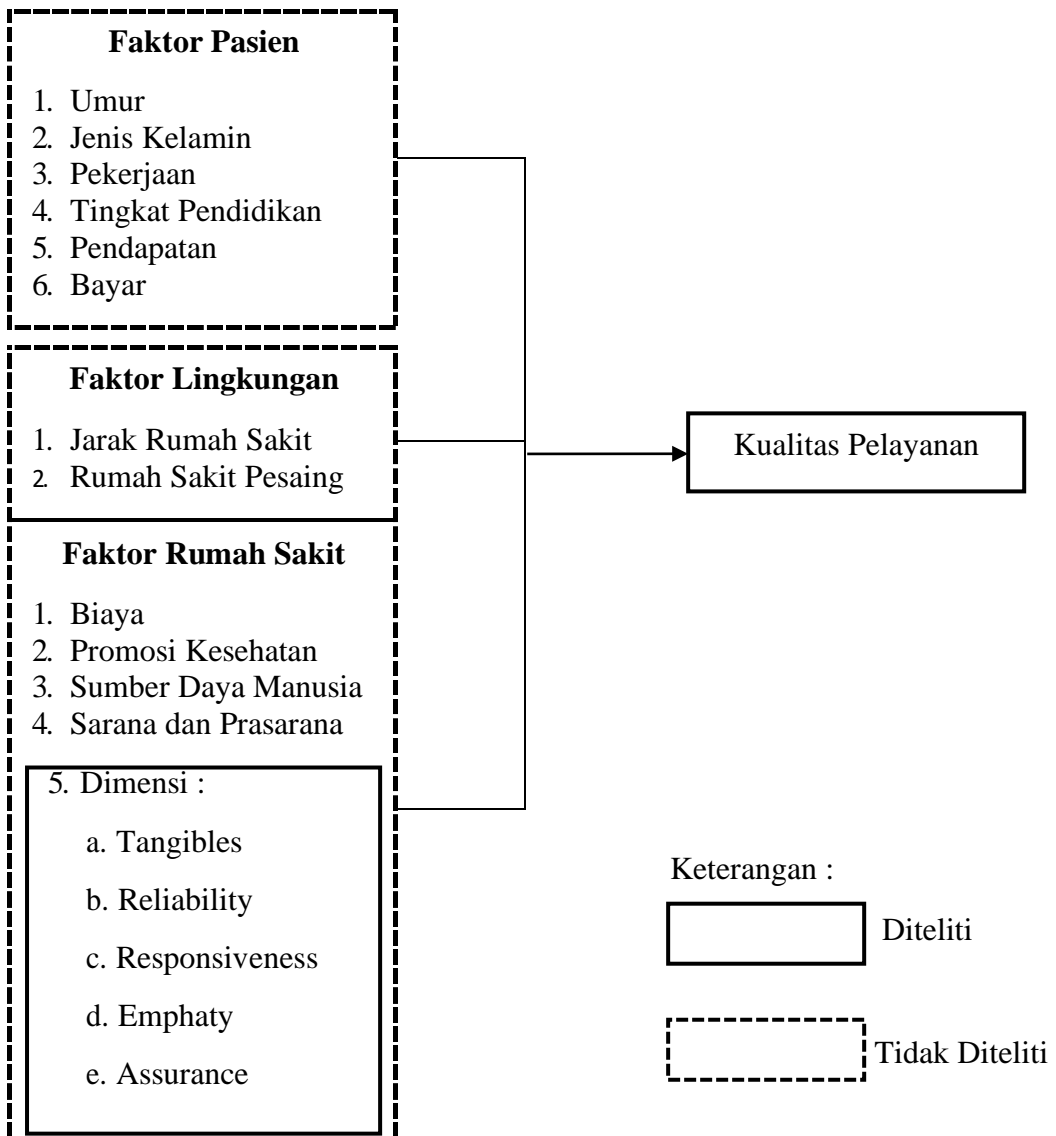 Faktor Pasien
1. Umur
2. Jenis Kelamin
3. Pekerjaan
4. Tingkat Pendidikan
5. Pendapatan
6. Bayar
Faktor Lingkungan
1. Jarak Rumah Sakit
2. Rumah Sakit Pesaing
Faktor Rumah Sakit
1. Biaya
2. Promosi Kesehatan
3. Sumber Daya Manusia
4. Sarana dan Prasarana
5. Dimensi :
a. Tangibles
b. Reliability
c. Responsiveness
d. Emphaty
e. Assurance
Kualitas Pelayanan
Keterangan :
Diteliti
Tidak Diteliti